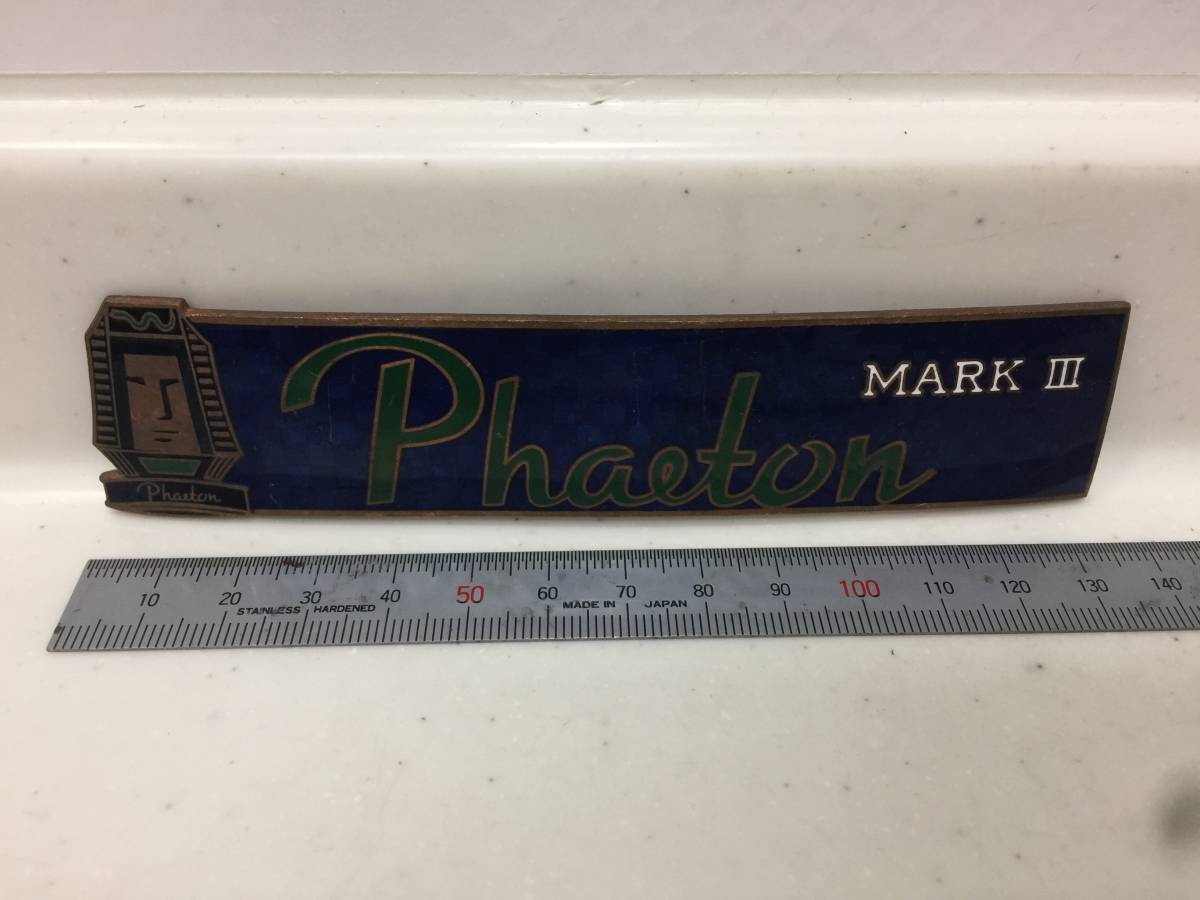 Phaeton
MARK III
Phaeton
10 20 30 40 50 60 70 80 90 100 110 120 130 140
STAINLESS HARDENED MADE IN JAPAN